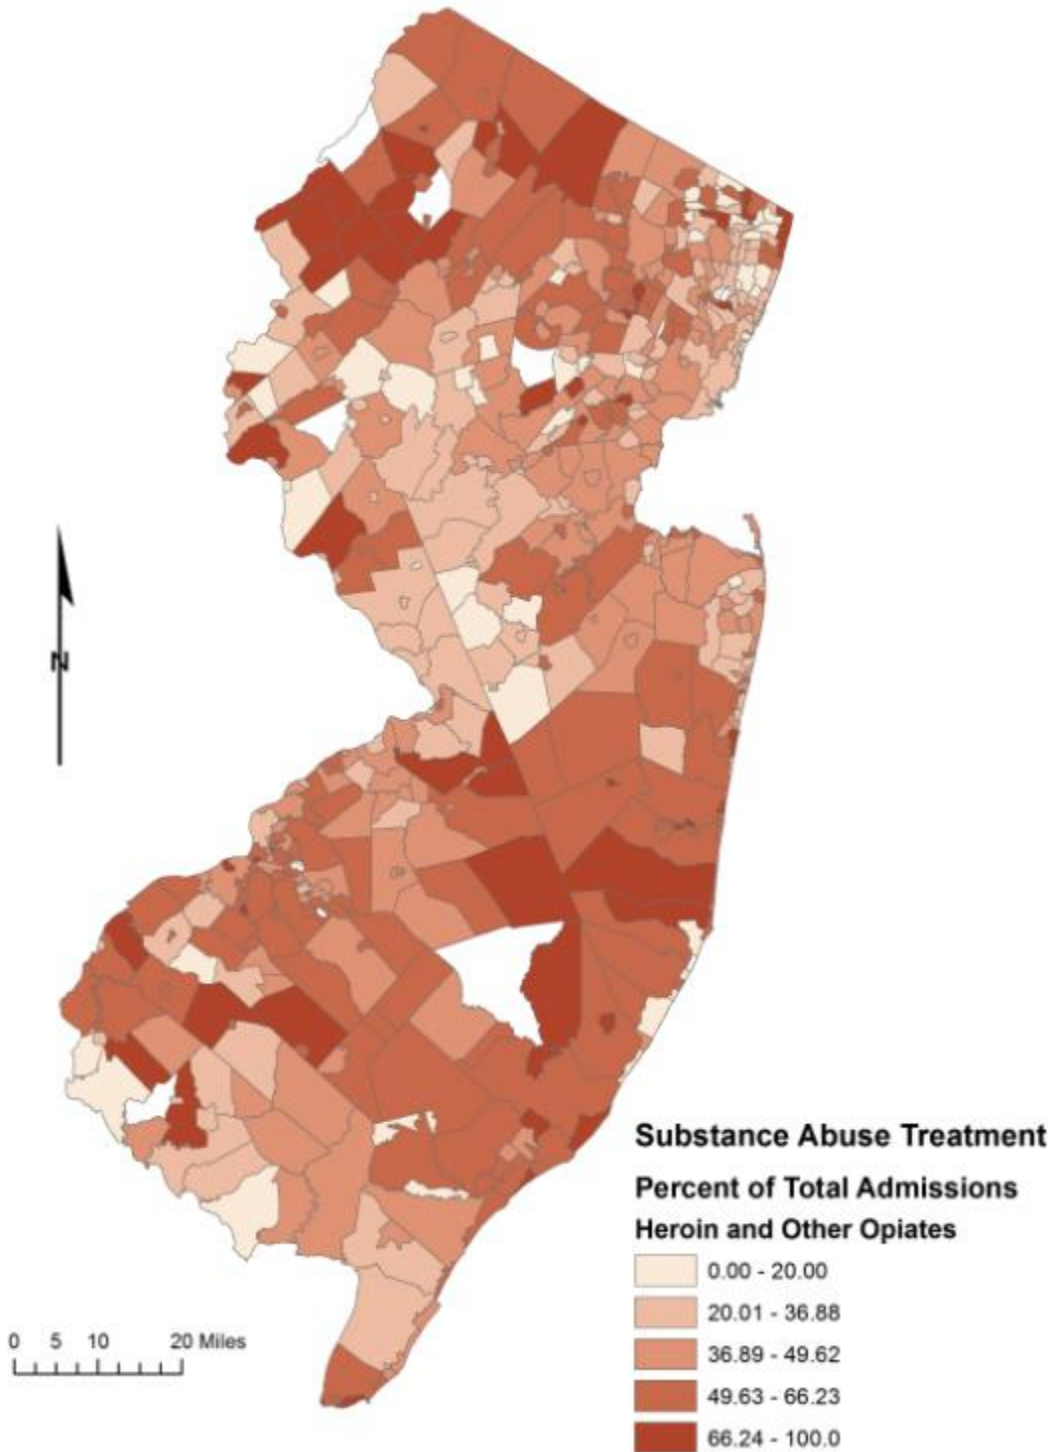 N
Substance Abuse Treatment
Percent of Total Admissions
Heroin and Other Opiates
0.00 - 20.00
20.01 - 36.88
36.89 - 49.62
49.63 - 66.23
66.24 - 100.0
0 5 10 20 Miles